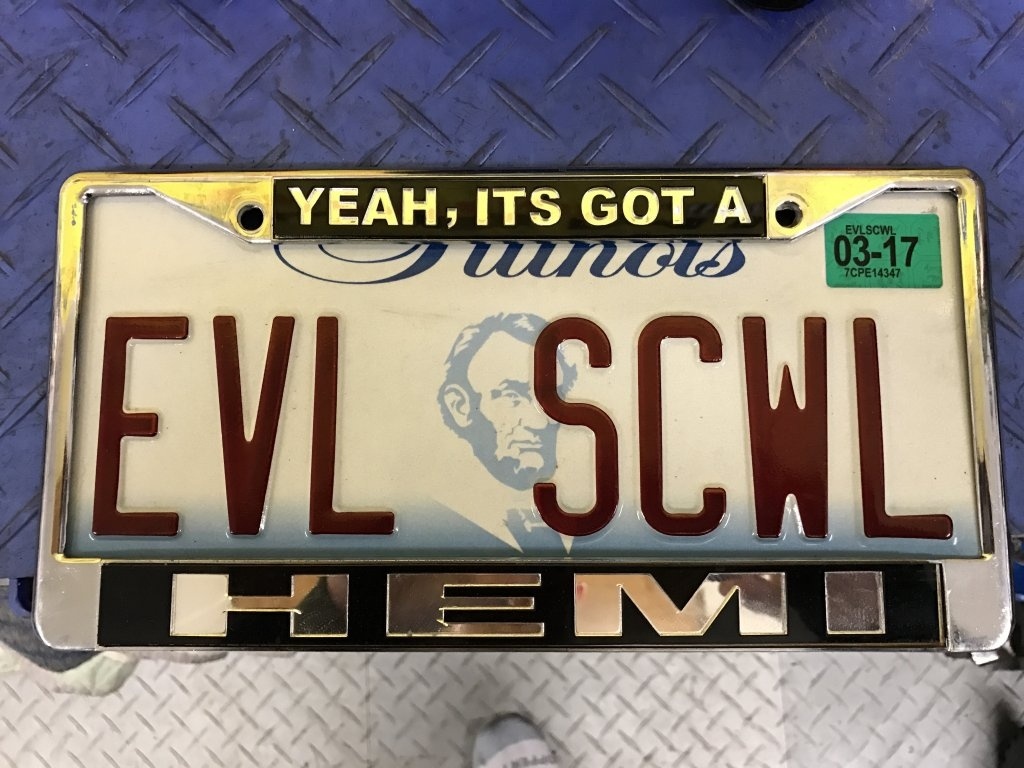 YEAH, ITS GOT A
Illinois
EVLSCWL
03-17
7CPE14347
EVL SCWL
HEMI